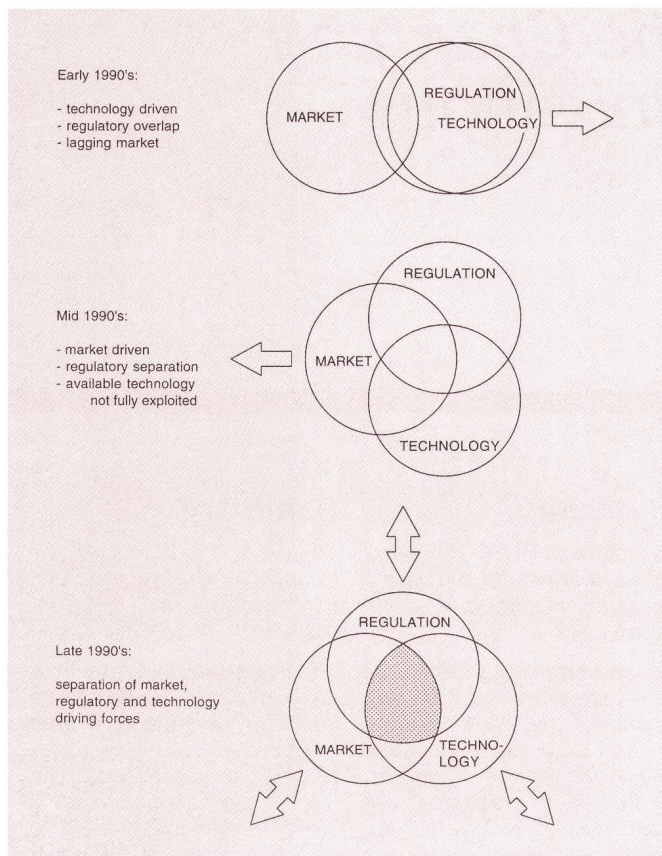 Early 1990's:
- technology driven
- regulatory overlap
- lagging market
MARKET
REGULATION
TECHNOLOGY
Mid 1990's:
- market driven
- regulatory separation
- available technology
not fully exploited
REGULATION
MARKET
TECHNOLOGY
Late 1990's:
separation of market,
regulatory and technology
driving forces
REGULATION
MARKET
TECHNO-
LOGY